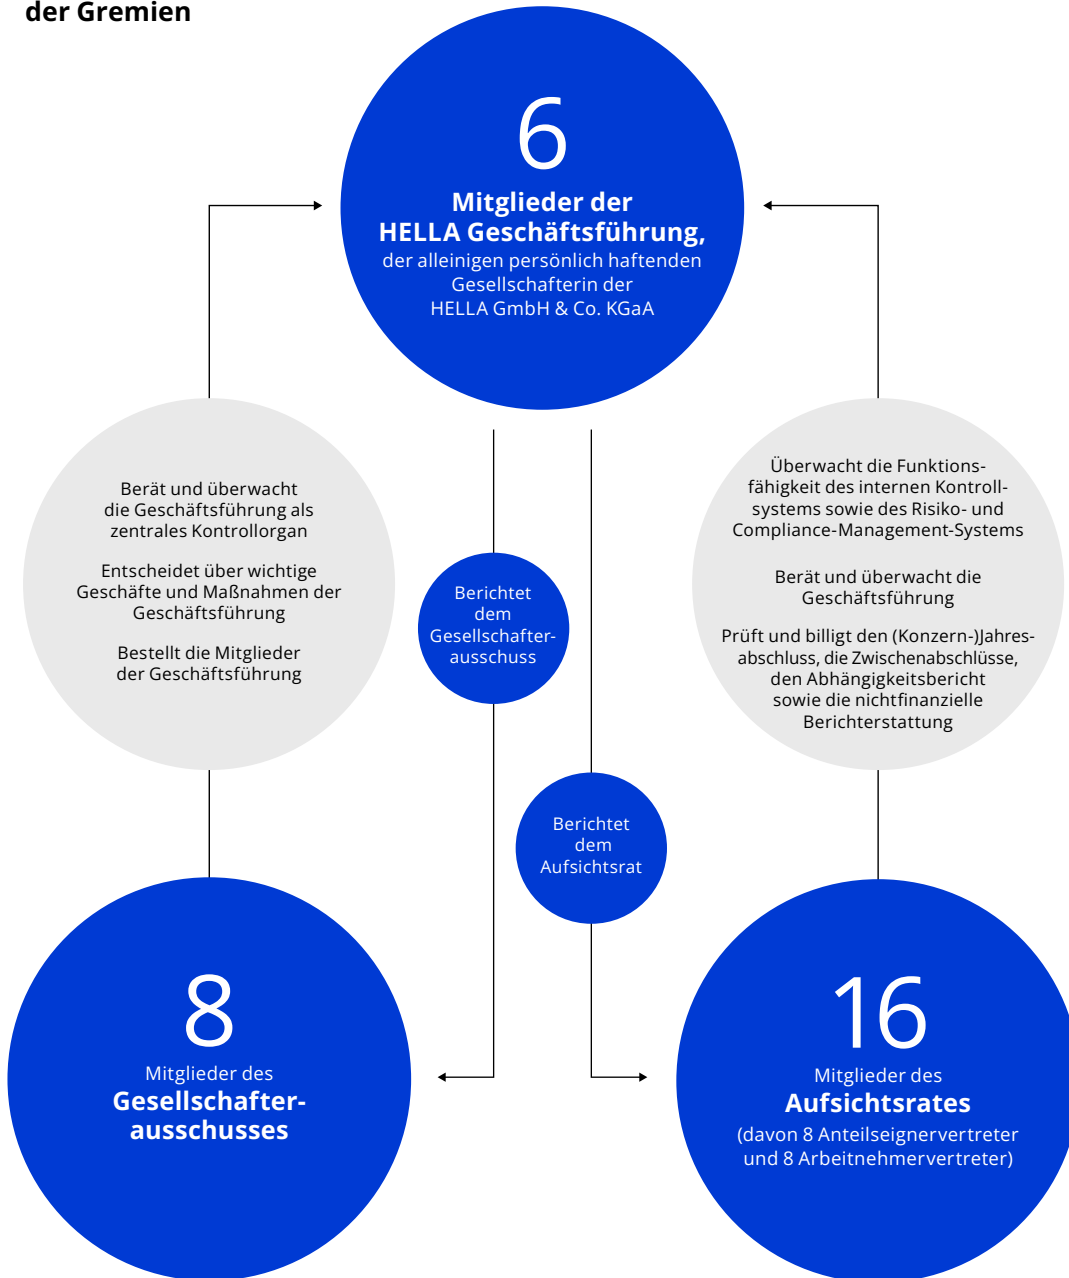 der Gremien
6
Mitglieder der
HELLA Geschäftsführung,
der alleinigen persönlich haftenden
Gesellschafterin der
HELLA GmbH & Co. KGaA
Berät und überwacht
die Geschäftsführung als
zentrales Kontrollorgan
Entscheidet über wichtige
Geschäfte und Maßnahmen der
Geschäftsführung
Bestellt die Mitglieder
der Geschäftsführung
Berichtet
dem
Gesellschafter-
ausschuss
Berichtet
dem
Aufsichtsrat
Überwacht die Funktions-
fähigkeit des internen Kontroll-
systems sowie des Risiko- und
Compliance-Management-Systems
Berät und überwacht die
Geschäftsführung
Prüft und billigt den (Konzern-)Jahres-
abschluss, die Zwischenabschlüsse,
den Abhängigkeitsbericht
sowie die nichtfinanzielle
Berichterstattung
8
Mitglieder des
Gesellschafter-
ausschusses
16
Mitglieder des
Aufsichtsrates
(davon 8 Anteilseignervertreter
und 8 Arbeitnehmervertreter)